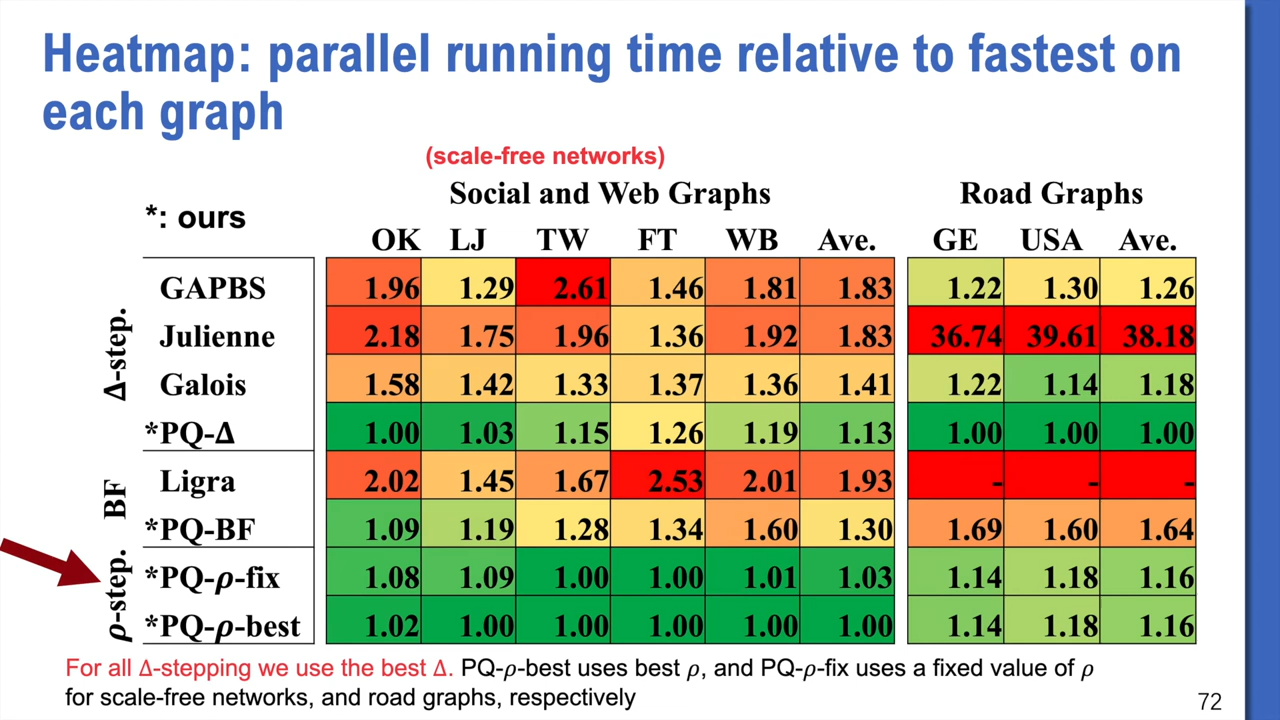 Heatmap: parallel running time relative to fastest on
each graph
(scale-free networks)
Social and Web Graphs Road Graphs
*: ours
OK LJ TW FT WB Ave. GE USA Ave.
Δ-step.
GAPBS 1.96 1.29 2.61 1.46 1.81 1.83 1.22 1.30 1.26
Julienne 2.18 1.75 1.96 1.36 1.92 1.83 36.74 39.61 38.18
Galois 1.58 1.42 1.33 1.37 1.36 1.41 1.22 1.14 1.18
*PQ-Δ 1.00 1.03 1.15 1.26 1.19 1.13 1.00 1.00 1.00
BF
Ligra 2.02 1.45 1.67 2.53 2.01 1.93 - - -
*PQ-BF 1.09 1.19 1.28 1.34 1.60 1.30 1.69 1.60 1.64
ρ-step.
*PQ-ρ-fix 1.08 1.09 1.00 1.00 1.01 1.03 1.14 1.18 1.16
*PQ-ρ-best 1.02 1.00 1.00 1.00 1.00 1.00 1.14 1.18 1.16
For all Δ-stepping we use the best Δ. PQ-ρ-best uses best ρ, and PQ-ρ-fix uses a fixed value of ρ
for scale-free networks, and road graphs, respectively
72